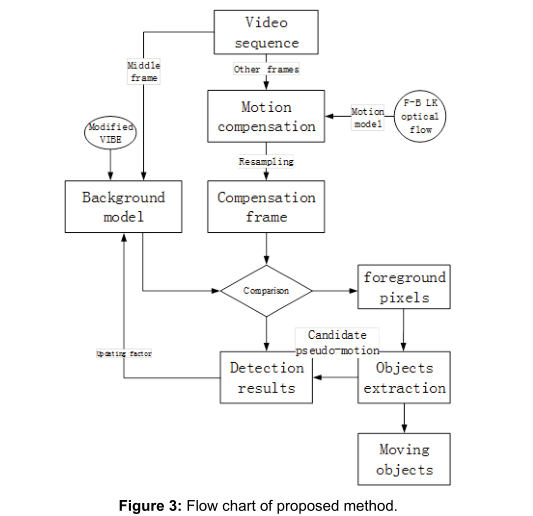 Video
sequence
Middle
frame
Other frames
Motion
compensation
Motion
model
F-B LK
optical
flow
Modified
VIBE
Resampling
Background
model
Compensation
frame
Comparison
foreground
pixels
Candidate
pseudo-motion
Updating factor
Detection
results
Objects
extraction
Moving
objects
Figure 3: Flow chart of proposed method.